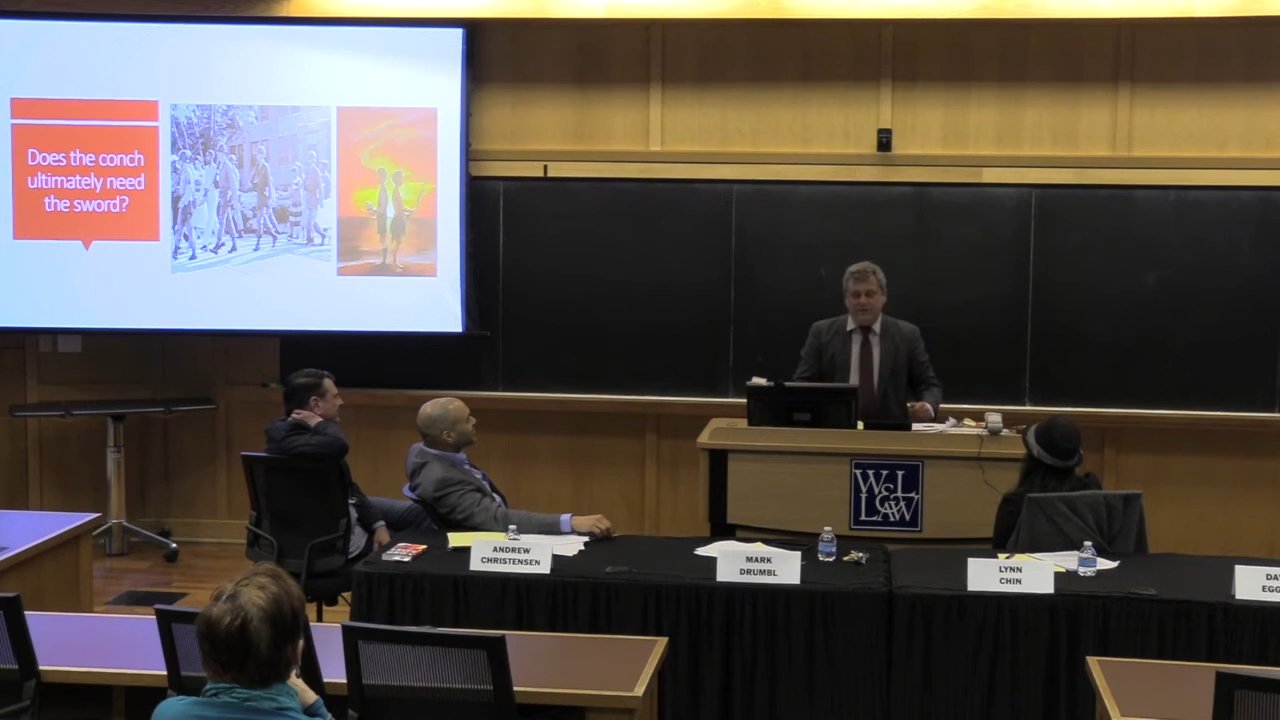 Does the conch
ultimately need
the sword?
W&L
LAW
ANDREW
CHRISTENSEN
MARK
DRUMBL
LYNN
CHIN